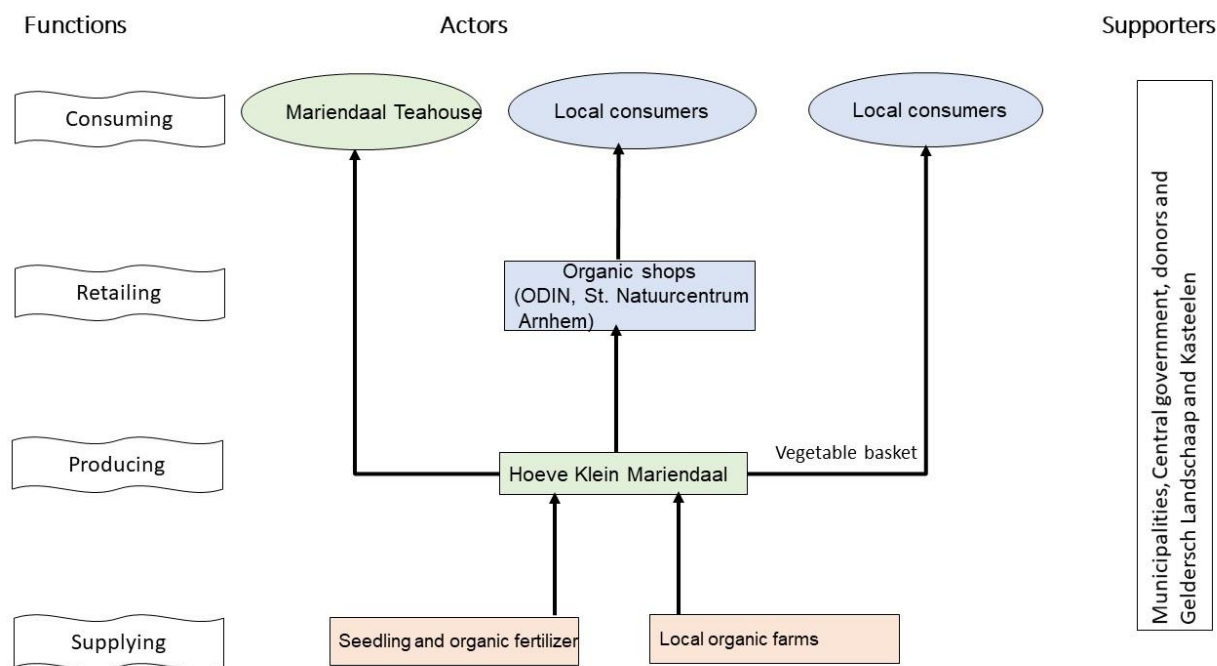 Functions
Actors
Supporters
Consuming
Mariendaal Teahouse
Local consumers
Local consumers
Retailing
Organic shops
(ODIN, St. Natuurcentrum
Arnhem)
Producing
Hoeve Klein Mariendaal
Vegetable basket
Supplying
Seedling and organic fertilizer
Local organic farms
Municipalities, Central government, donors and
Geldersch Landschaap and Kasteelen